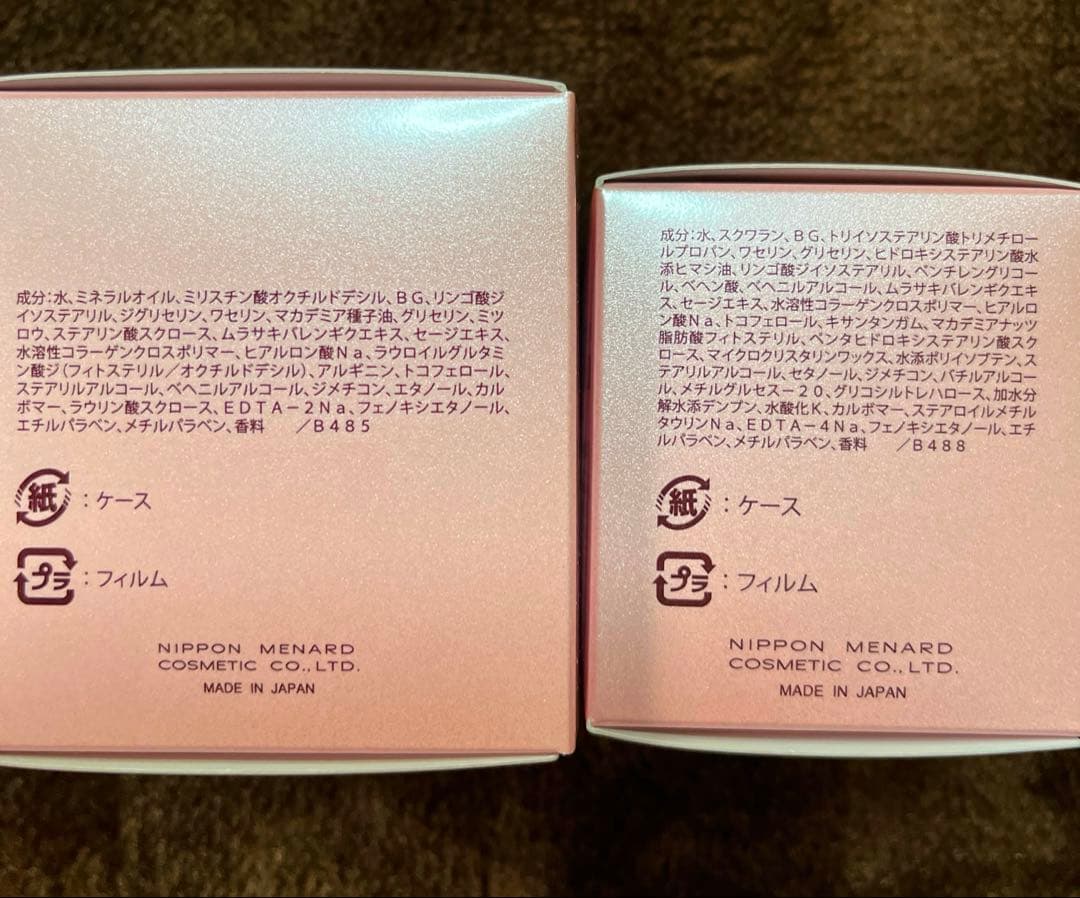 成分：水、ミネラルオイル、ミリスチン酸オクチルドデシル、ＢＧ、リンゴ酸ジ
イソステアリル、ジグリセリン、ワセリン、マカデミア種子油、グリセリン、ミツ
ロウ、ステアリン酸スクロース、ムラサキバレンギクエキス、セージエキス、
水溶性コラーゲンクロスポリマー、ヒアルロン酸Ｎａ、ラウロイルグルタミ
ン酸ジ（フィトステリル／オクチルドデシル）、アルギニン、トコフェロール、
ステアリルアルコール、ベヘニルアルコール、ジメチコン、エタノール、カル
ボマー、ラウリン酸スクロース、ＥＤＴＡ－２Ｎａ、フェノキシエタノール、
エチルパラベン、メチルパラベン、香料　／Ｂ４８５
紙：ケース
プラ：フィルム
NIPPON MENARD
COSMETIC CO.,LTD.
MADE IN JAPAN
成分：水、スクワラン、ＢＧ、トリイソステアリン酸トリメチロー
ルプロパン、ワセリン、グリセリン、ヒドロキシステアリン酸水
添ヒマシ油、リンゴ酸ジイソステアリル、ペンチレングリコー
ル、ベヘン酸、ベヘニルアルコール、ムラサキバレンギクエキ
ス、セージエキス、水溶性コラーゲンクロスポリマー、ヒアルロ
ン酸Ｎａ、トコフェロール、キサンタンガム、マカデミアナッツ
脂肪酸フィトステリル、ペンタヒドロキシステアリン酸スク
ロース、マイクロクリスタリンワックス、水添ポリイソブテン、ス
テアリルアルコール、セタノール、ジメチコン、バチルアルコー
ル、メチルグルセス－２０、グリコシルトレハロース、加水分
解水添デンプン、水酸化Ｋ、カルボマー、ステアロイルメチル
タウリンＮａ、ＥＤＴＡ－４Ｎａ、フェノキシエタノール、エチ
ルパラベン、メチルパラベン、香料　／Ｂ４８８
紙：ケース
プラ：フィルム
NIPPON MENARD
COSMETIC CO.,LTD.
MADE IN JAPAN